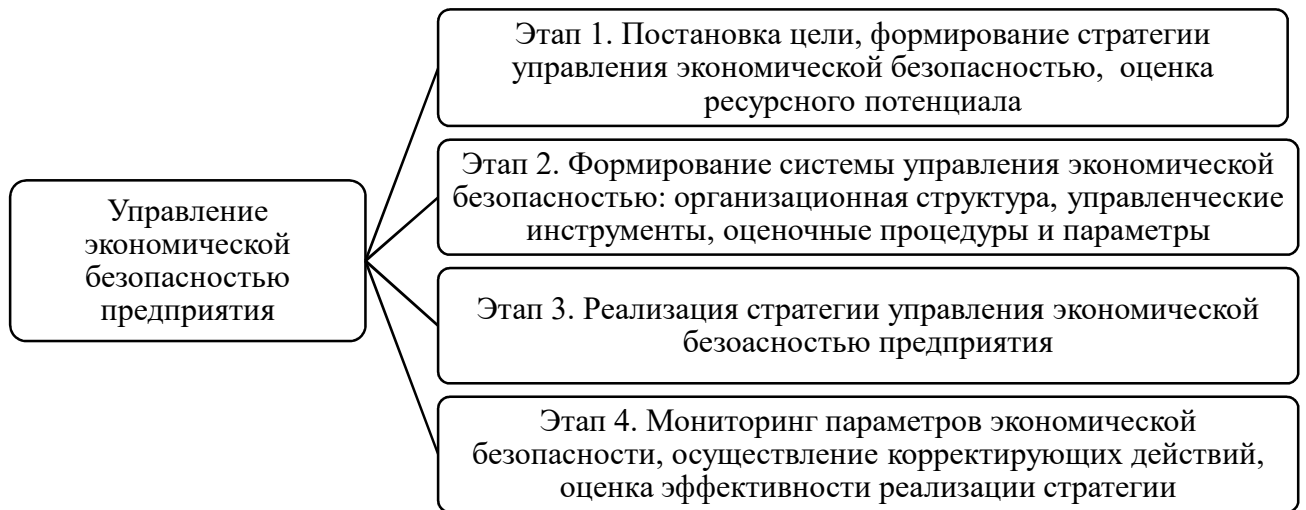 Этап 1. Постановка цели, формирование стратегии
управления экономической безопасностью, оценка
ресурсного потенциала
Этап 2. Формирование системы управления экономической
безопасностью: организационная структура, управленческие
инструменты, оценочные процедуры и параметры
Управление
экономической
безопасностью
предприятия
Этап 3. Реализация стратегии управления экономической
безоасностью предприятия
Этап 4. Мониторинг параметров экономической
безопасности, осуществление корректирующих действий,
оценка эффективности реализации стратегии